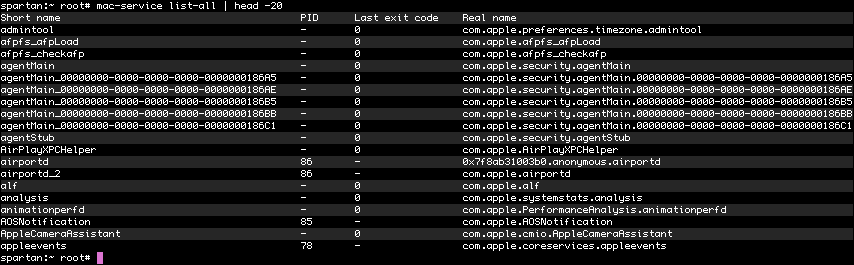 spartan:~ root# mac-service list-all | head -20
Short name PID Last exit code Real name
admintool - 0 com.apple.preferences.timezone.admintool
afpfs_afpLoad - 0 com.apple.afpfs_afpLoad
afpfs_checkafp - 0 com.apple.afpfs_checkafp
agentMain - 0 com.apple.security.agentMain
agentMain_00000000-0000-0000-0000-0000000186A5 - 0 com.apple.security.agentMain.00000000-0000-0000-0000-0000000186A5
agentMain_00000000-0000-0000-0000-0000000186AE - 0 com.apple.security.agentMain.00000000-0000-0000-0000-0000000186AE
agentMain_00000000-0000-0000-0000-0000000186B5 - 0 com.apple.security.agentMain.00000000-0000-0000-0000-0000000186B5
agentMain_00000000-0000-0000-0000-0000000186BB - 0 com.apple.security.agentMain.00000000-0000-0000-0000-0000000186BB
agentMain_00000000-0000-0000-0000-0000000186C1 - 0 com.apple.security.agentMain.00000000-0000-0000-0000-0000000186C1
agentStub - 0 com.apple.security.agentStub
AirPlayXPCHelper - 0 com.apple.AirPlayXPCHelper
airportd 86 - 0x7f8ab31003b0.anonymous.airportd
airportd_2 86 - com.apple.airportd
alf - 0 com.apple.alf
analysis - 0 com.apple.systemstats.analysis
animationperfd - 0 com.apple.PerformanceAnalysis.animationperfd
AOSNotification 85 - com.apple.AOSNotification
AppleCameraAssistant - 0 com.apple.cmio.AppleCameraAssistant
appleevents 78 - com.apple.coreservices.appleevents
spartan:~ root#